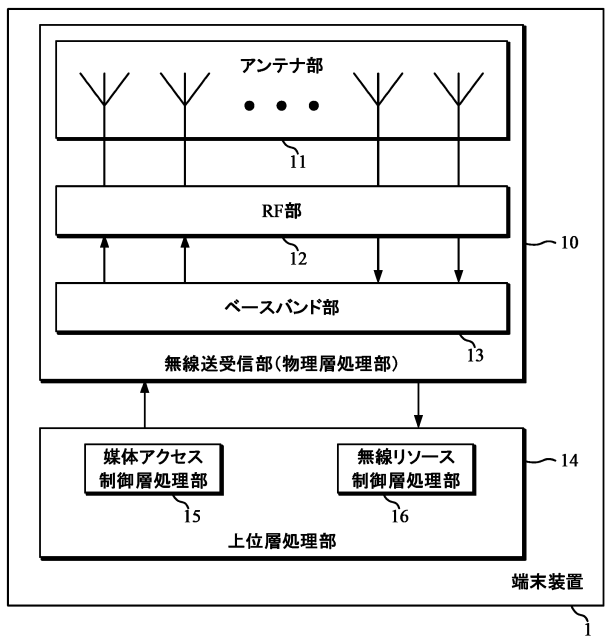 アンテナ部
11
RF部
12
10
ベースバンド部
13
無線送受信部(物理層処理部)
媒体アクセス
制御層処理部
15
無線リソース
制御層処理部
16
14
上位層処理部
端末装置
1